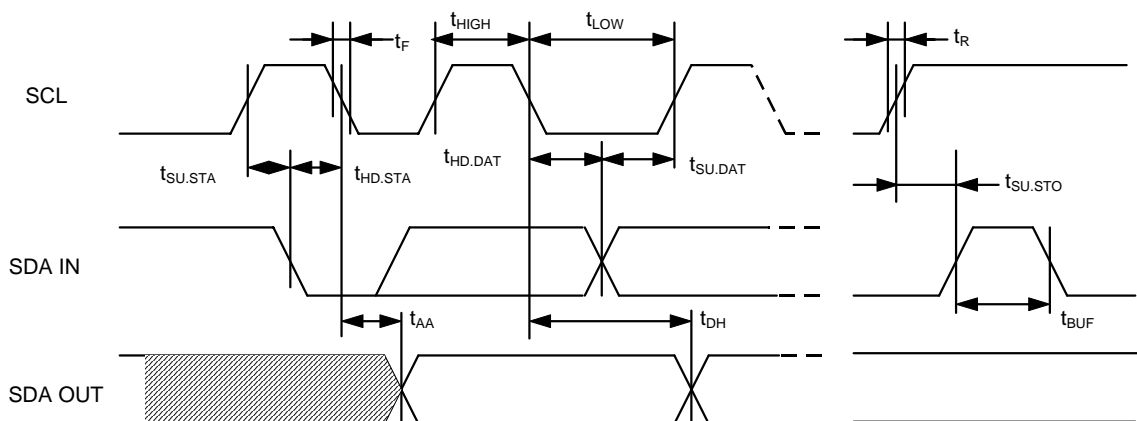 tHIGH tLOW
tF tR
SCL
tSU.STA tHD.STA tHD.DAT tSU.DAT tSU.STO
SDA IN
tAA tDH tBUF
SDA OUT